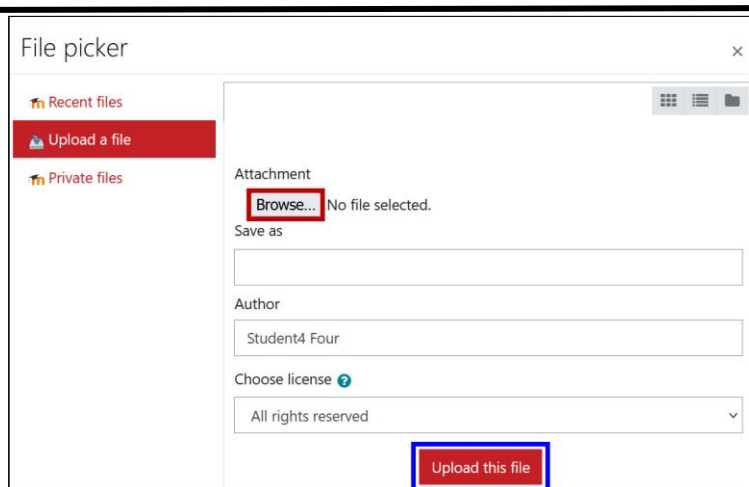 File picker
×
Recent files
Upload a file
Private files
Attachment
Browse... No file selected.
Save as
Author
Student4 Four
Choose license ?
All rights reserved
Upload this file